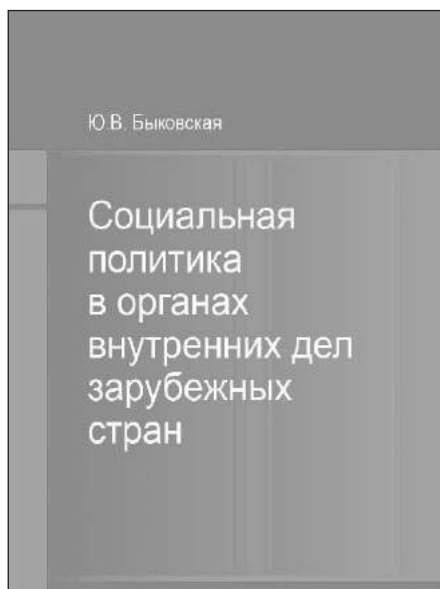 Ю.В. Быковская
Социальная
политика
в органах
внутренних дел
зарубежных
стран